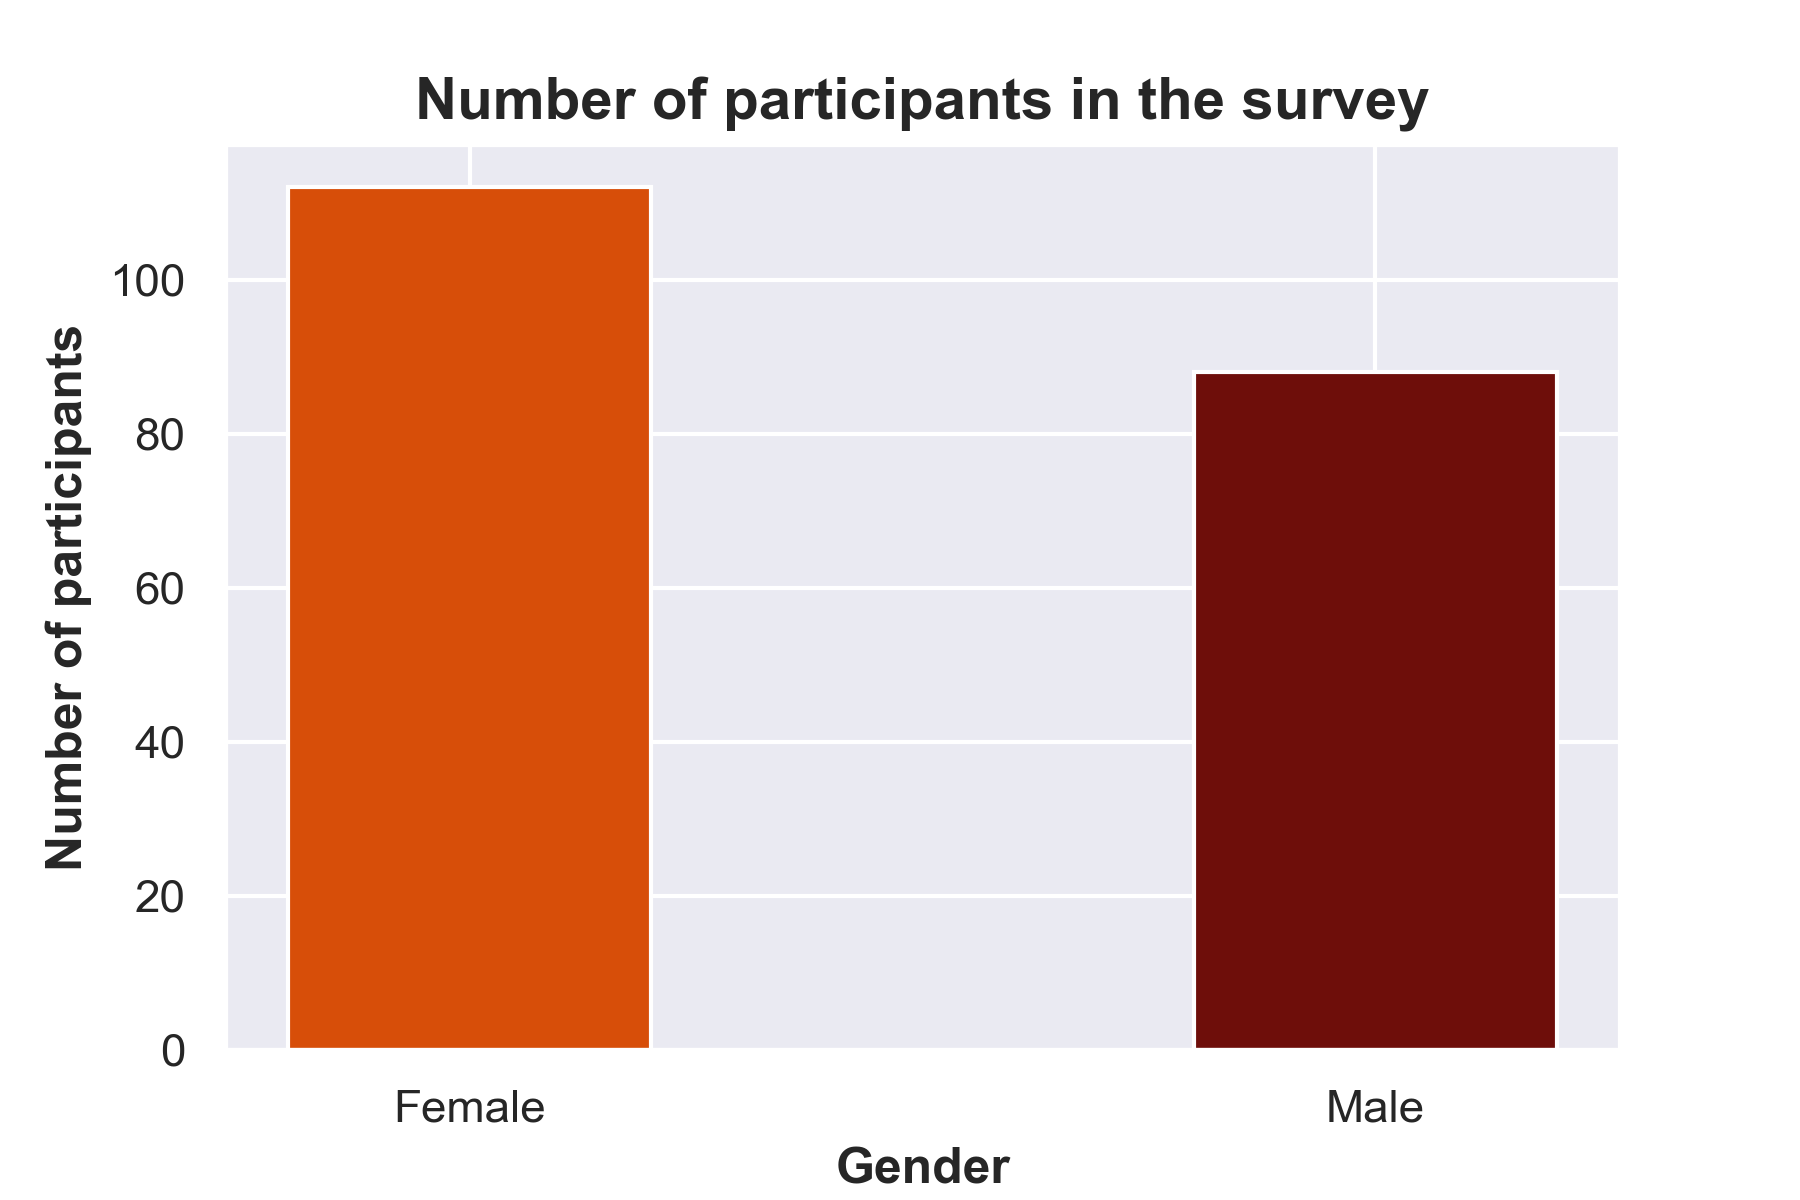 Number of participants in the survey
Number of participants
100
80
60
40
20
0
Female Male
Gender